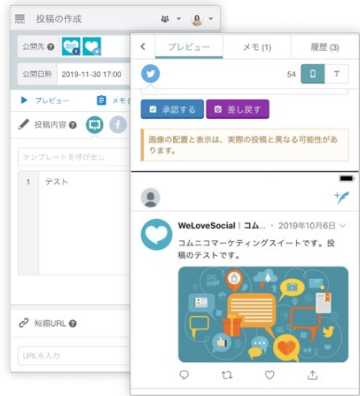 投稿の作成
公開先
公開日時 2019-11-30 17:00
プレビュー
メモ(
投稿内容
テンプレートを呼び出し
1 テスト
短縮URL
URLを入力
プレビュー メモ (1) 履歴 (3)
54
承認する 差し戻す
画像の配置と表示は、実際の投稿と異なる可能性があ
ります。
WeLoveSocial｜コム... ・ 2019年10月6日
コムニコマーケティングスイートです。投
稿のテストです。